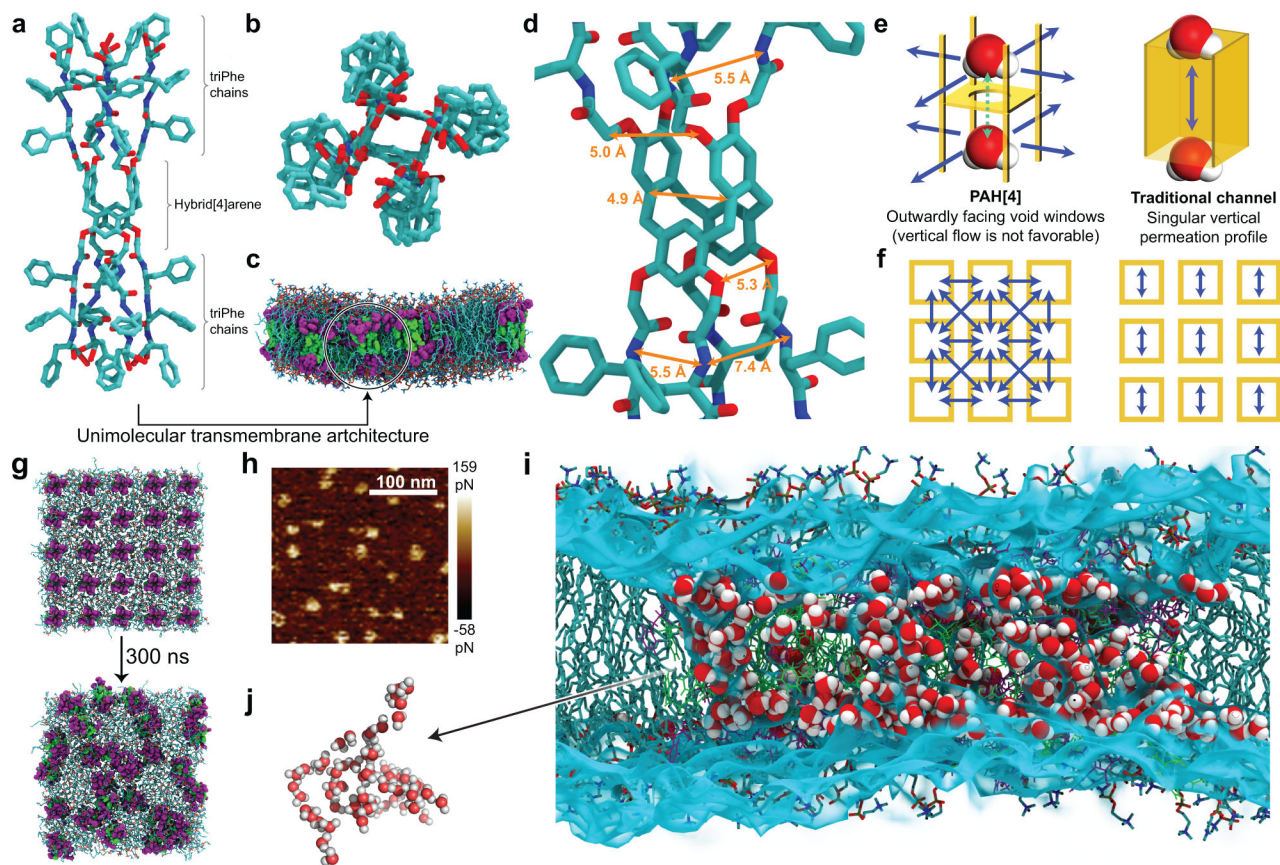 a
triPhe
chains
Hybrid[4]arene
triPhe
chains
b
c
Unimolecular transmembrane artchitecture
d
5.5 Å
5.0 Å
4.9 Å
5.3 Å
5.5 Å
7.4 Å
e
PAH[4]
Outwardly facing void windows
(vertical flow is not favorable)
Traditional channel
Singular vertical
permeation profile
f
g
300 ns
h
100 nm
159
pN
-58
pN
i
j